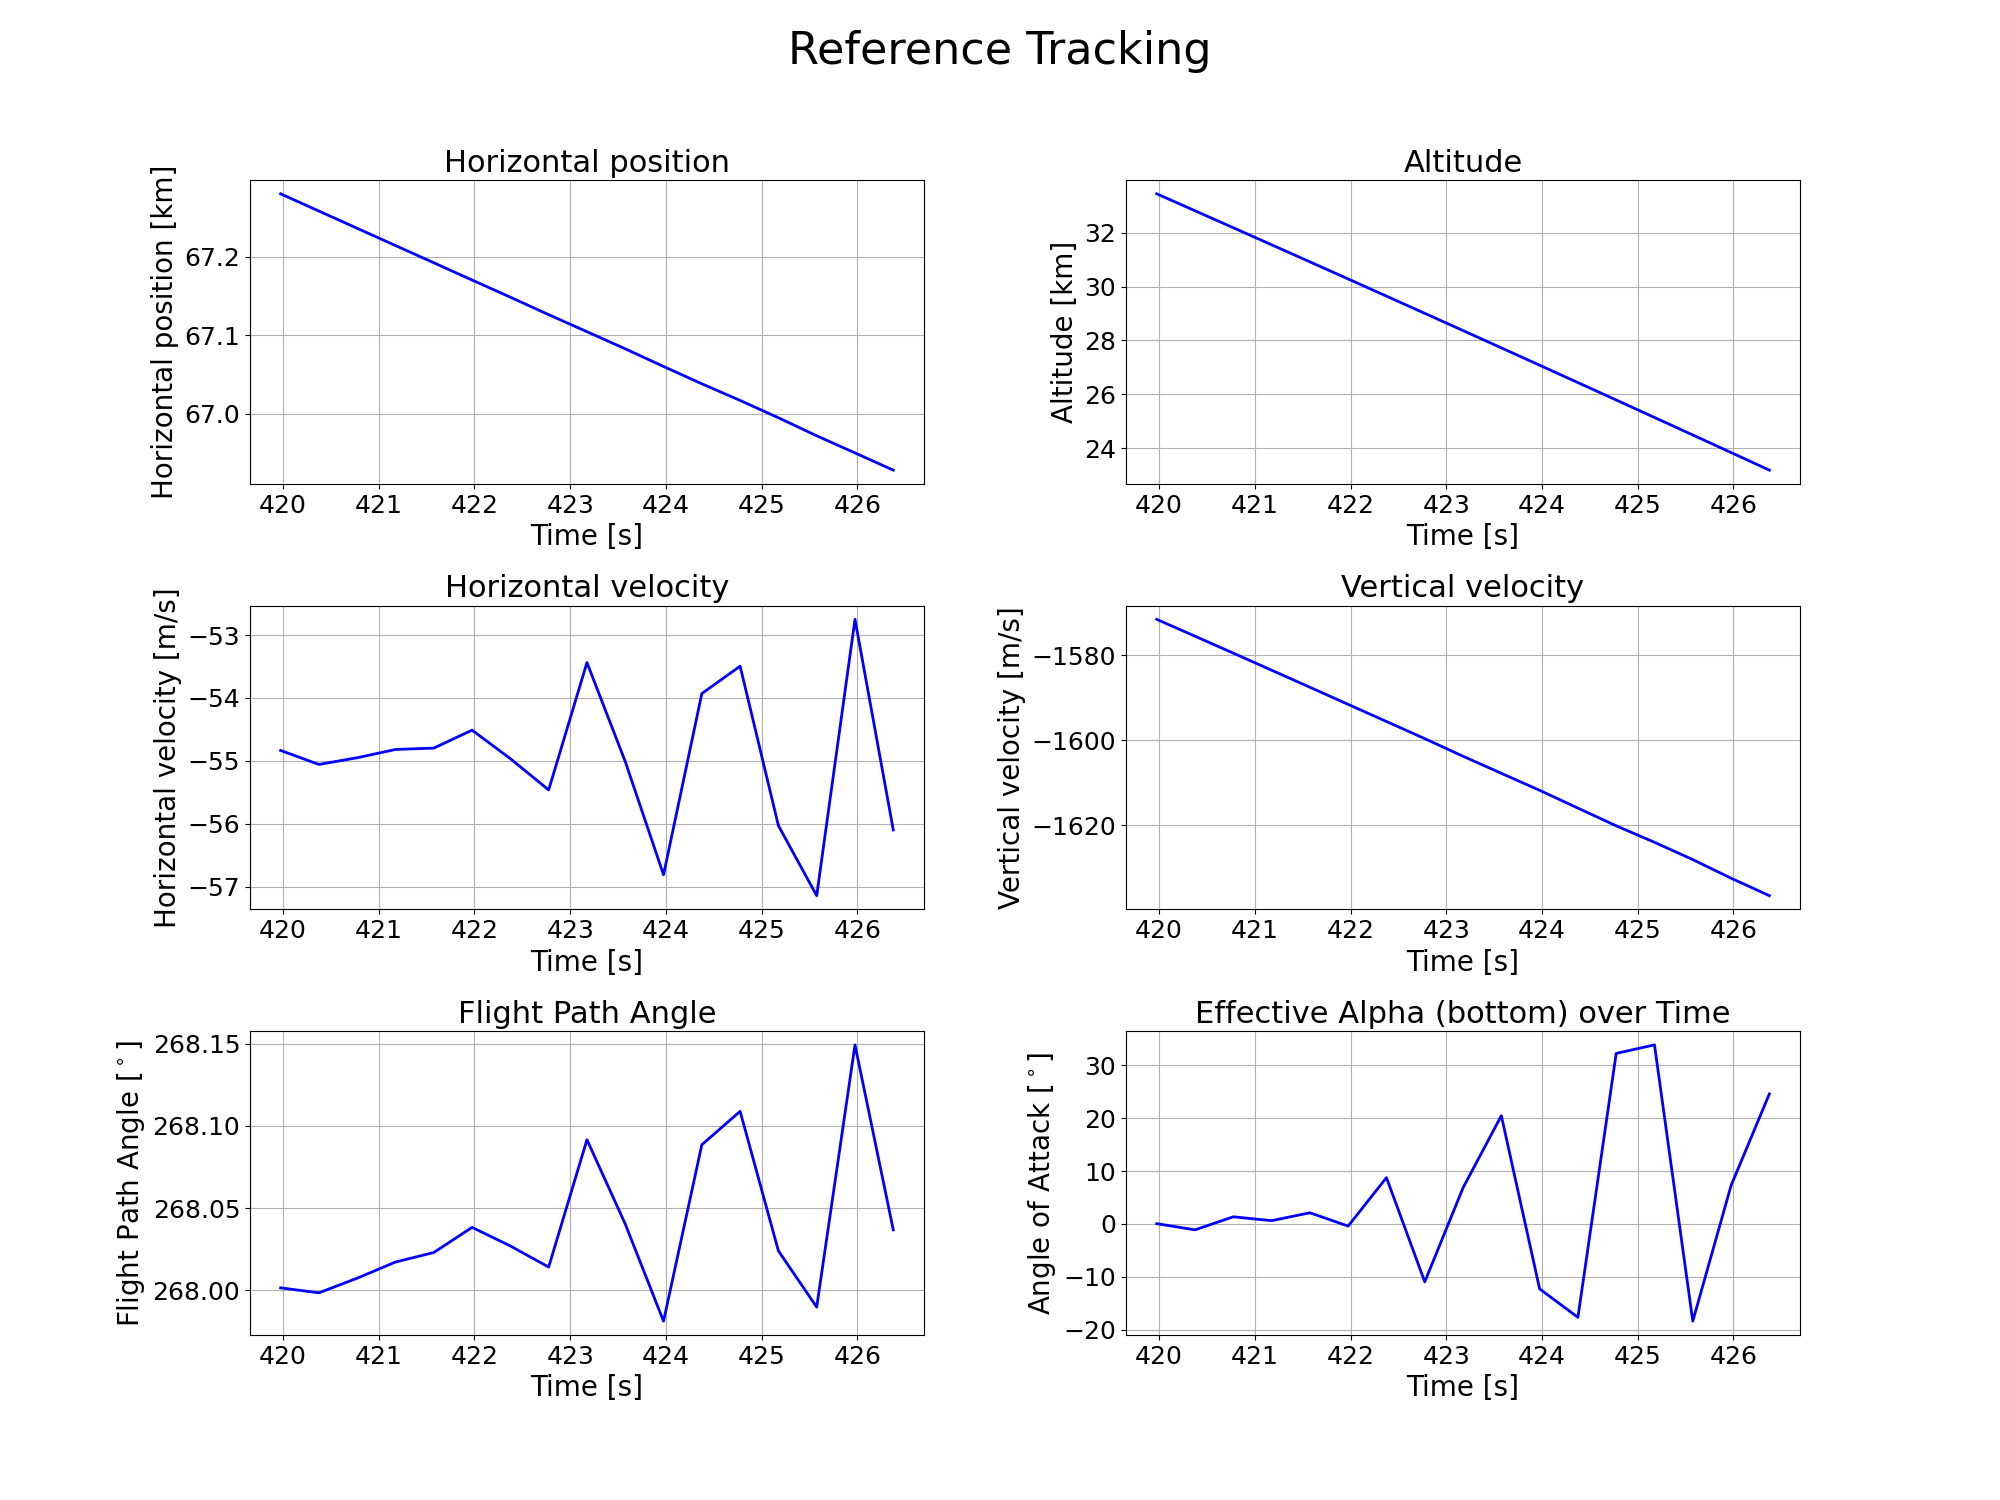 Reference Tracking
Horizontal position
Horizontal position [km]
67.2
67.1
67.0
420 421 422 423 424 425 426
Time [s]
Altitude
Altitude [km]
32
30
28
26
24
420 421 422 423 424 425 426
Time [s]
Horizontal velocity
Horizontal velocity [m/s]
−53
−54
−55
−56
−57
420 421 422 423 424 425 426
Time [s]
Vertical velocity
Vertical velocity [m/s]
−1580
−1600
−1620
420 421 422 423 424 425 426
Time [s]
Flight Path Angle
Flight Path Angle [°]
268.15
268.10
268.05
268.00
420 421 422 423 424 425 426
Time [s]
Effective Alpha (bottom) over Time
Angle of Attack [°]
30
20
10
0
−10
−20
420 421 422 423 424 425 426
Time [s]